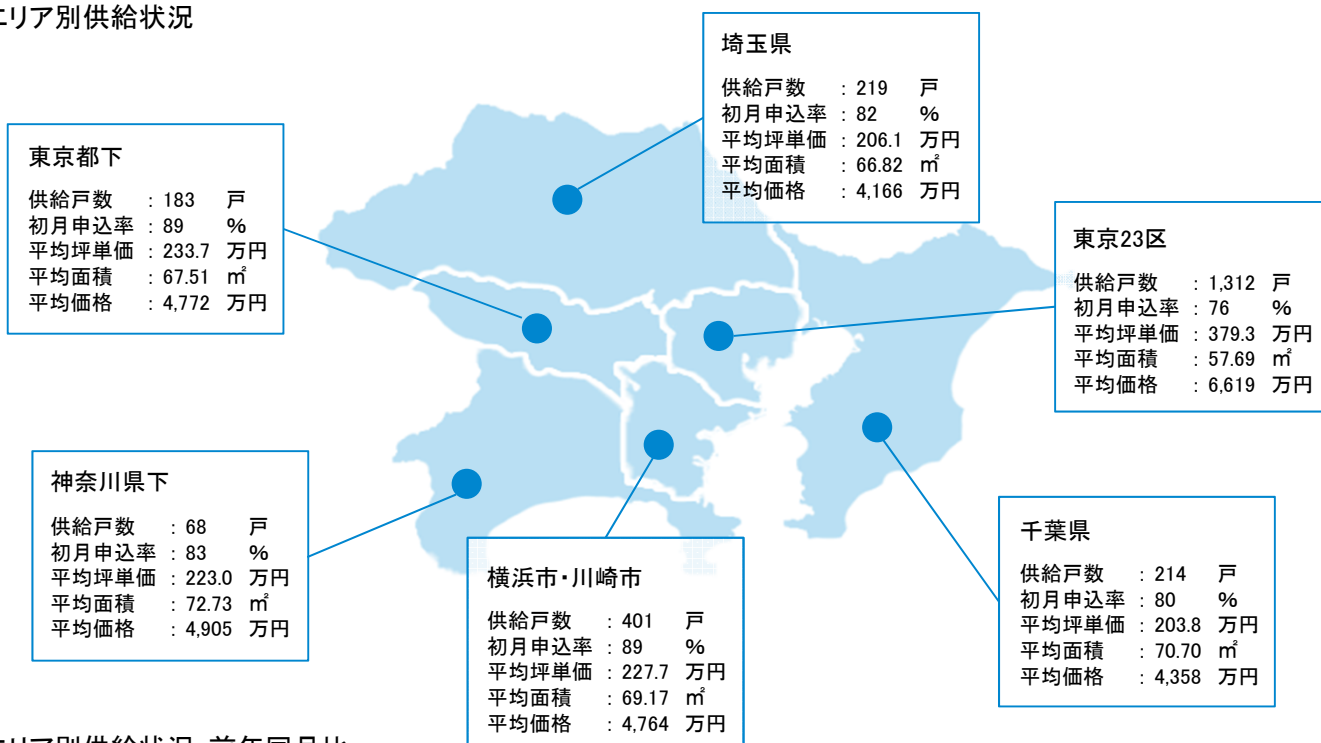 エリア別供給状況
埼玉県
供給戸数 : 219 戸
初月申込率 : 82 %
平均坪単価 : 206.1 万円
平均面積 : 66.82 ㎡
平均価格 : 4,166 万円
東京都下
供給戸数 : 183 戸
初月申込率 : 89 %
平均坪単価 : 233.7 万円
平均面積 : 67.51 ㎡
平均価格 : 4,772 万円
東京23区
供給戸数 : 1,312 戸
初月申込率 : 76 %
平均坪単価 : 379.3 万円
平均面積 : 57.69 ㎡
平均価格 : 6,619 万円
神奈川県下
供給戸数 : 68 戸
初月申込率 : 83 %
平均坪単価 : 223.0 万円
平均面積 : 72.73 ㎡
平均価格 : 4,905 万円
横浜市・川崎市
供給戸数 : 401 戸
初月申込率 : 89 %
平均坪単価 : 227.7 万円
平均面積 : 69.17 ㎡
平均価格 : 4,764 万円
千葉県
供給戸数 : 214 戸
初月申込率 : 80 %
平均坪単価 : 203.8 万円
平均面積 : 70.70 ㎡
平均価格 : 4,358 万円
エリア別供給状況 前年同月比